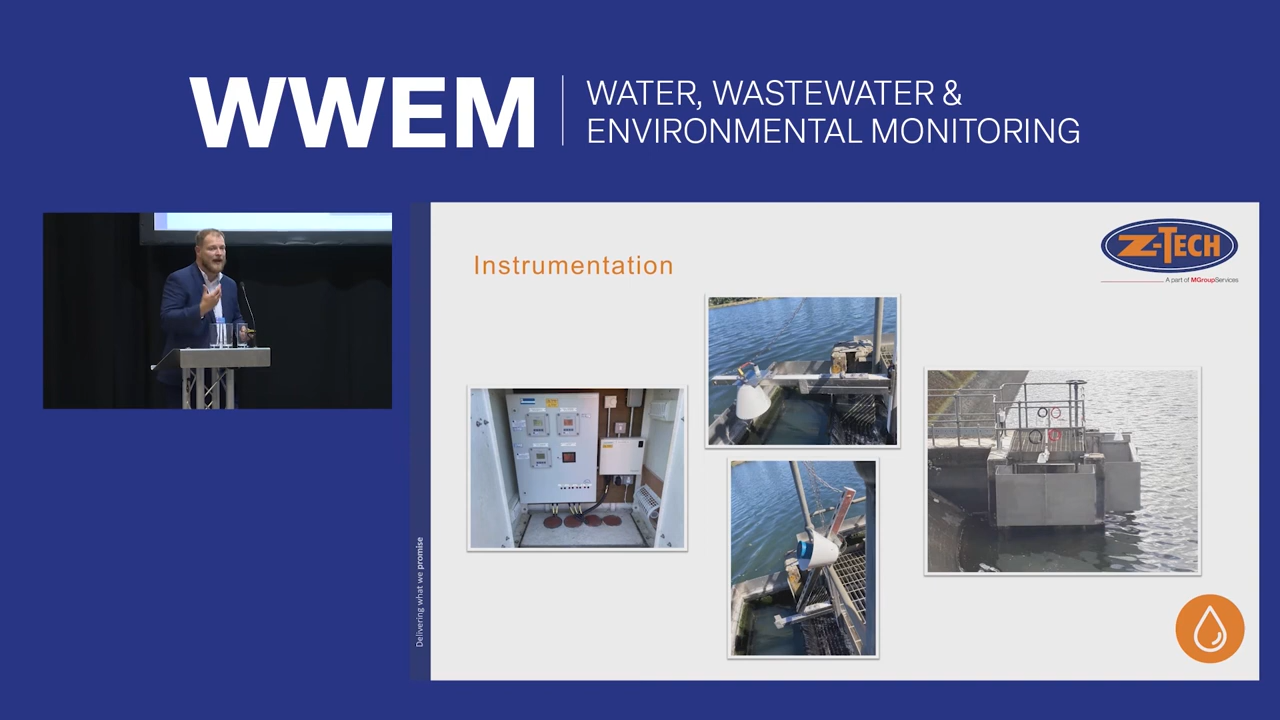 WWEM
WATER, WASTEWATER &
ENVIRONMENTAL MONITORING
Z-TECH
A part of MGroupServices
Instrumentation
Delivering what we promise